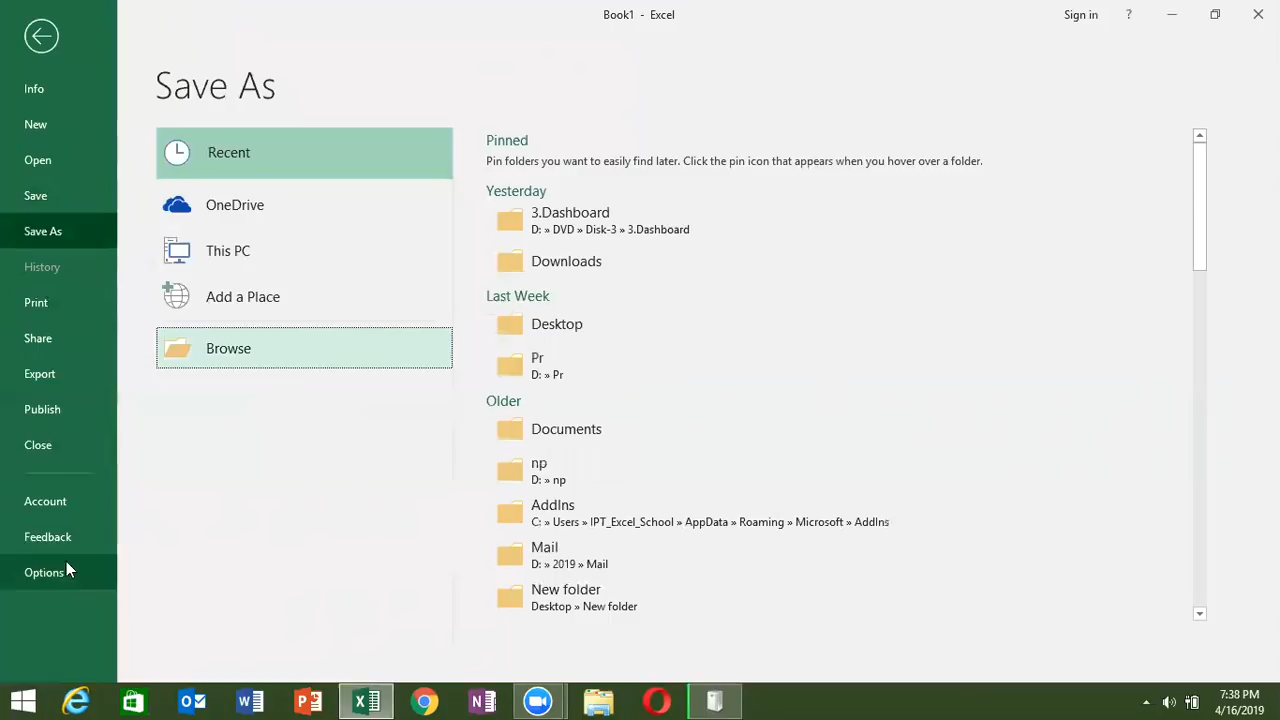 Book1 - Excel
Sign in
?
Info
New
Open
Save
Save As
History
Print
Share
Export
Publish
Close
Account
Feedback
Options
Save As
Recent
OneDrive
This PC
Add a Place
Browse
Pinned
Pin folders you want to easily find later. Click the pin icon that appears when you hover over a folder.
Yesterday
3.Dashboard
D: » DVD » Disk-3 » 3.Dashboard
Downloads
Last Week
Desktop
Pr
D: » Pr
Older
Documents
np
D: » np
AddIns
C: » Users » IPT_Excel_School » AppData » Roaming » Microsoft » AddIns
Mail
D: » 2019 » Mail
New folder
Desktop » New folder
7:38 PM
4/16/2019